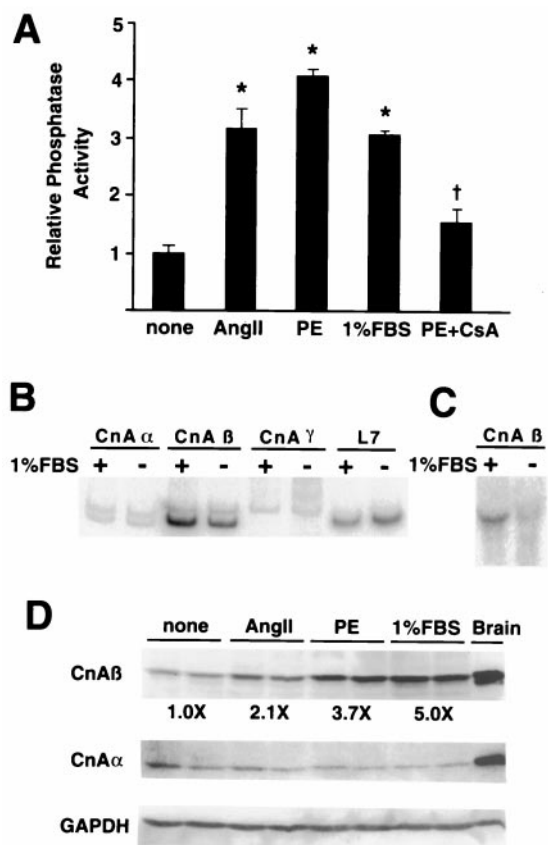 A
Relative Phosphatase
Activity
5
4
3
2
1
*
*
*
†
none AngII PE 1%FBS PE+CsA
B
CnA α CnA ß CnA γ L7
1%FBS + - + - + - + -
C
CnA ß
1%FBS + -
D
none AngII PE 1%FBS Brain
CnAß
1.0X 2.1X 3.7X 5.0X
CnAα
GAPDH